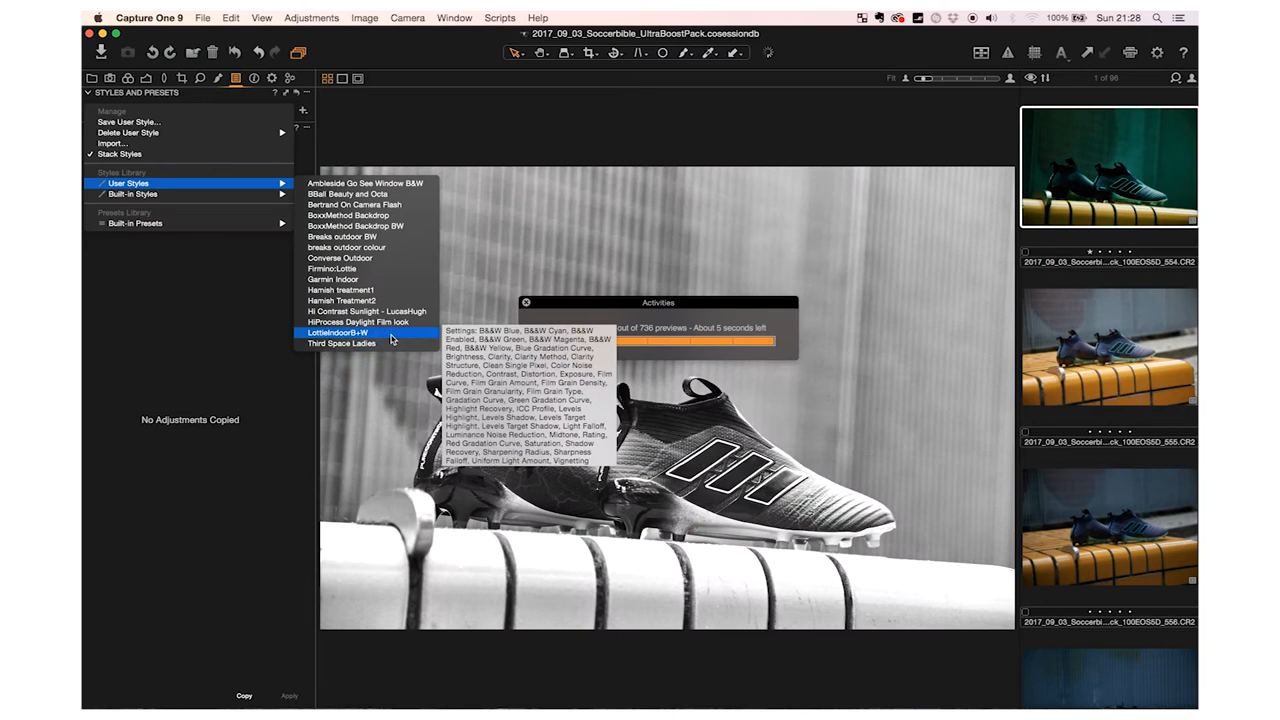 Capture One 9 File Edit View Adjustments Image Camera Window Scripts Help 100% Sun 21:28
2017_09_03_Soccerbible_UltraBoostPack.cosessiondb
Fit 1 of 96
STYLES AND PRESETS ?
Manage
Save User Style...
Delete User Style
Import...
Stack Styles
Styles Library
User Styles
Built-in Styles
Presets Library
Built-in Presets
Ambleside Go See Window B&W
BBall Beauty and Octa
Bertrand On Camera Flash
BoxxMethod Backdrop
BoxxMethod Backdrop BW
Breaks outdoor BW
breaks outdoor colour
Converse Outdoor
Firmino:Lottie
Garmin Indoor
Hamish treatment1
Hamish Treatment2
Hi Contrast Sunlight - LucasHugh
HiProcess Daylight Film look
LottieIndoorB+W
Third Space Ladies
Activities
out of 736 previews - About 5 seconds left
Settings: B&&W Blue, B&&W Cyan, B&&W
Enabled, B&&W Green, B&&W Magenta, B&&W
Red, B&&W Yellow, Blue Gradation Curve,
Brightness, Clarity, Clarity Method, Clarity
Structure, Clean Single Pixel, Color Noise
Reduction, Contrast, Distortion, Exposure, Film
Curve, Film Grain Amount, Film Grain Density,
Film Grain Granularity, Film Grain Type,
Gradation Curve, Green Gradation Curve,
Highlight Recovery, ICC Profile, Levels
Highlight, Levels Shadow, Levels Target
Highlight, Levels Target Shadow, Light Falloff,
Luminance Noise Reduction, Midtone, Rating,
Red Gradation Curve, Saturation, Shadow
Recovery, Sharpening Radius, Sharpness
Falloff, Uniform Light Amount, Vignetting
No Adjustments Copied
Copy Apply
2017_09_03_Soccerbi...ck_100EOS5D_554.CR2
2017_09_03_Soccerbi...ck_100EOS5D_555.CR2
2017_09_03_Soccerbi...ck_100EOS5D_556.CR2